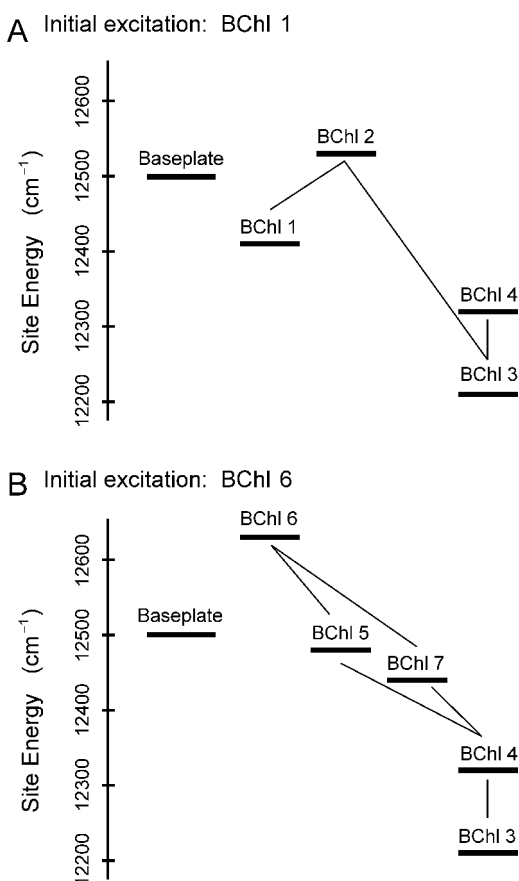 A Initial excitation: BChl 1
12600
BChl 2
Baseplate
12500
BChl 1
12400
BChl 4
12300
BChl 3
12200
Site Energy (cm⁻¹)
B Initial excitation: BChl 6
BChl 6
12600
Baseplate
BChl 5
12500
BChl 7
12400
BChl 4
12300
BChl 3
12200
Site Energy (cm⁻¹)